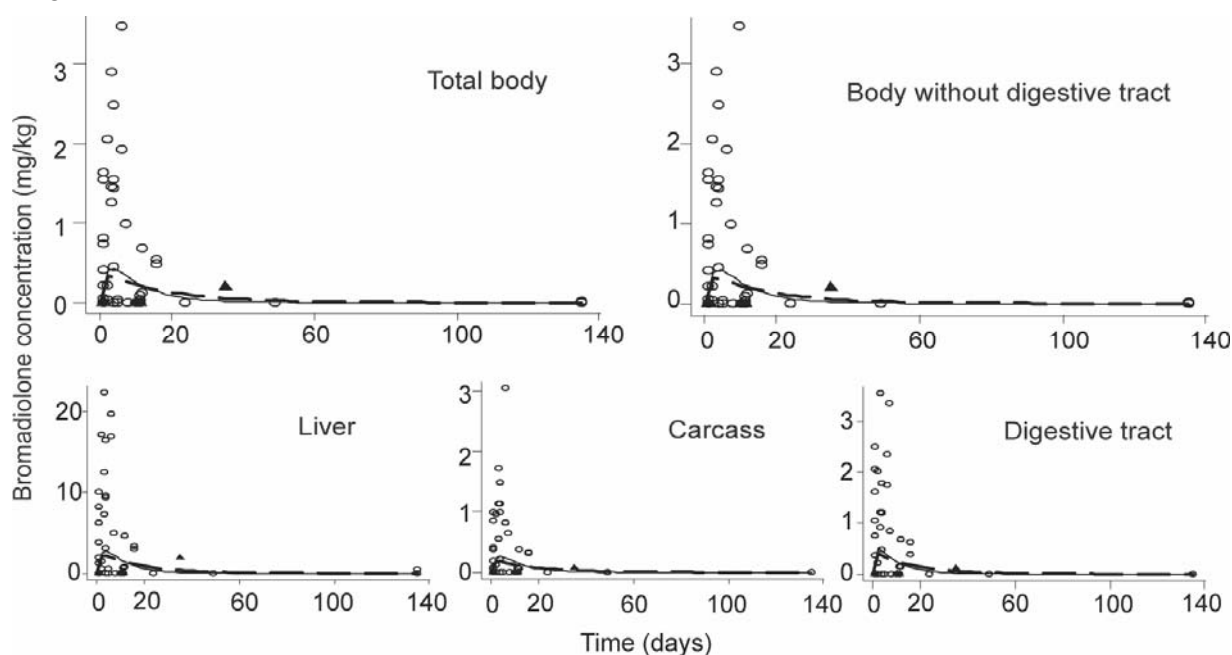 Bromadiolone concentration (mg/kg)
Total body
3
2
1
0
0 20 60 100 140
Body without digestive tract
3
2
1
0
0 20 60 100 140
Liver
20
10
0
0 20 60 100 140
Carcass
3
2
1
0
0 20 60 100 140
Digestive tract
3
2
1
0
0 20 60 100 140
Time (days)